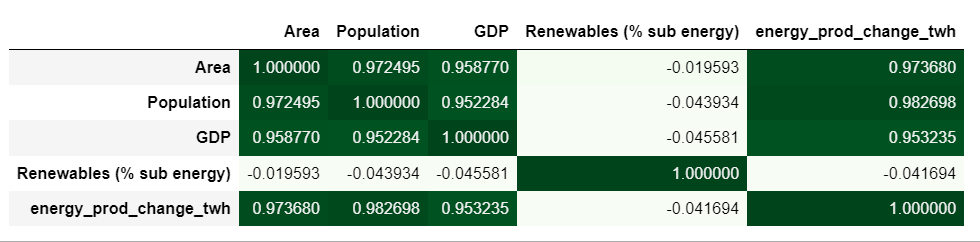 Area Population GDP Renewables (% sub energy) energy_prod_change_twh
Area 1.000000 0.972495 0.958770 -0.019593 0.973680
Population 0.972495 1.000000 0.952284 -0.043934 0.982698
GDP 0.958770 0.952284 1.000000 -0.045581 0.953235
Renewables (% sub energy) -0.019593 -0.043934 -0.045581 1.000000 -0.041694
energy_prod_change_twh 0.973680 0.982698 0.953235 -0.041694 1.000000